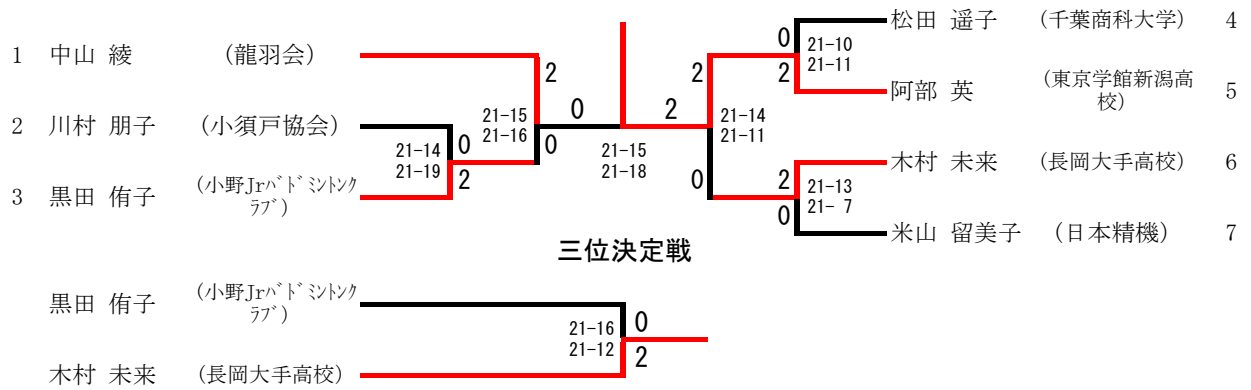 1 中山 綾 (龍羽会)
2 川村 朋子 (小須戸協会)
3 黒田 侑子 (小野Jrﾊﾞﾄﾞﾐﾝﾄﾝｸ
ﾗﾌﾞ)
2
21-15
21-16
0
21-14
21-19
0
2
0
2
21-15
21-18
松田 遥子 (千葉商科大学) 4
阿部 英 (東京学館新潟高
校) 5
木村 未来 (長岡大手高校) 6
米山 留美子 (日本精機) 7
0
21-10
21-11
2
2
21-14
21-11
0
2
21-13
21- 7
0
三位決定戦
黒田 侑子 (小野Jrﾊﾞﾄﾞﾐﾝﾄﾝｸ
ﾗﾌﾞ)
木村 未来 (長岡大手高校)
21-16
21-12
0
2